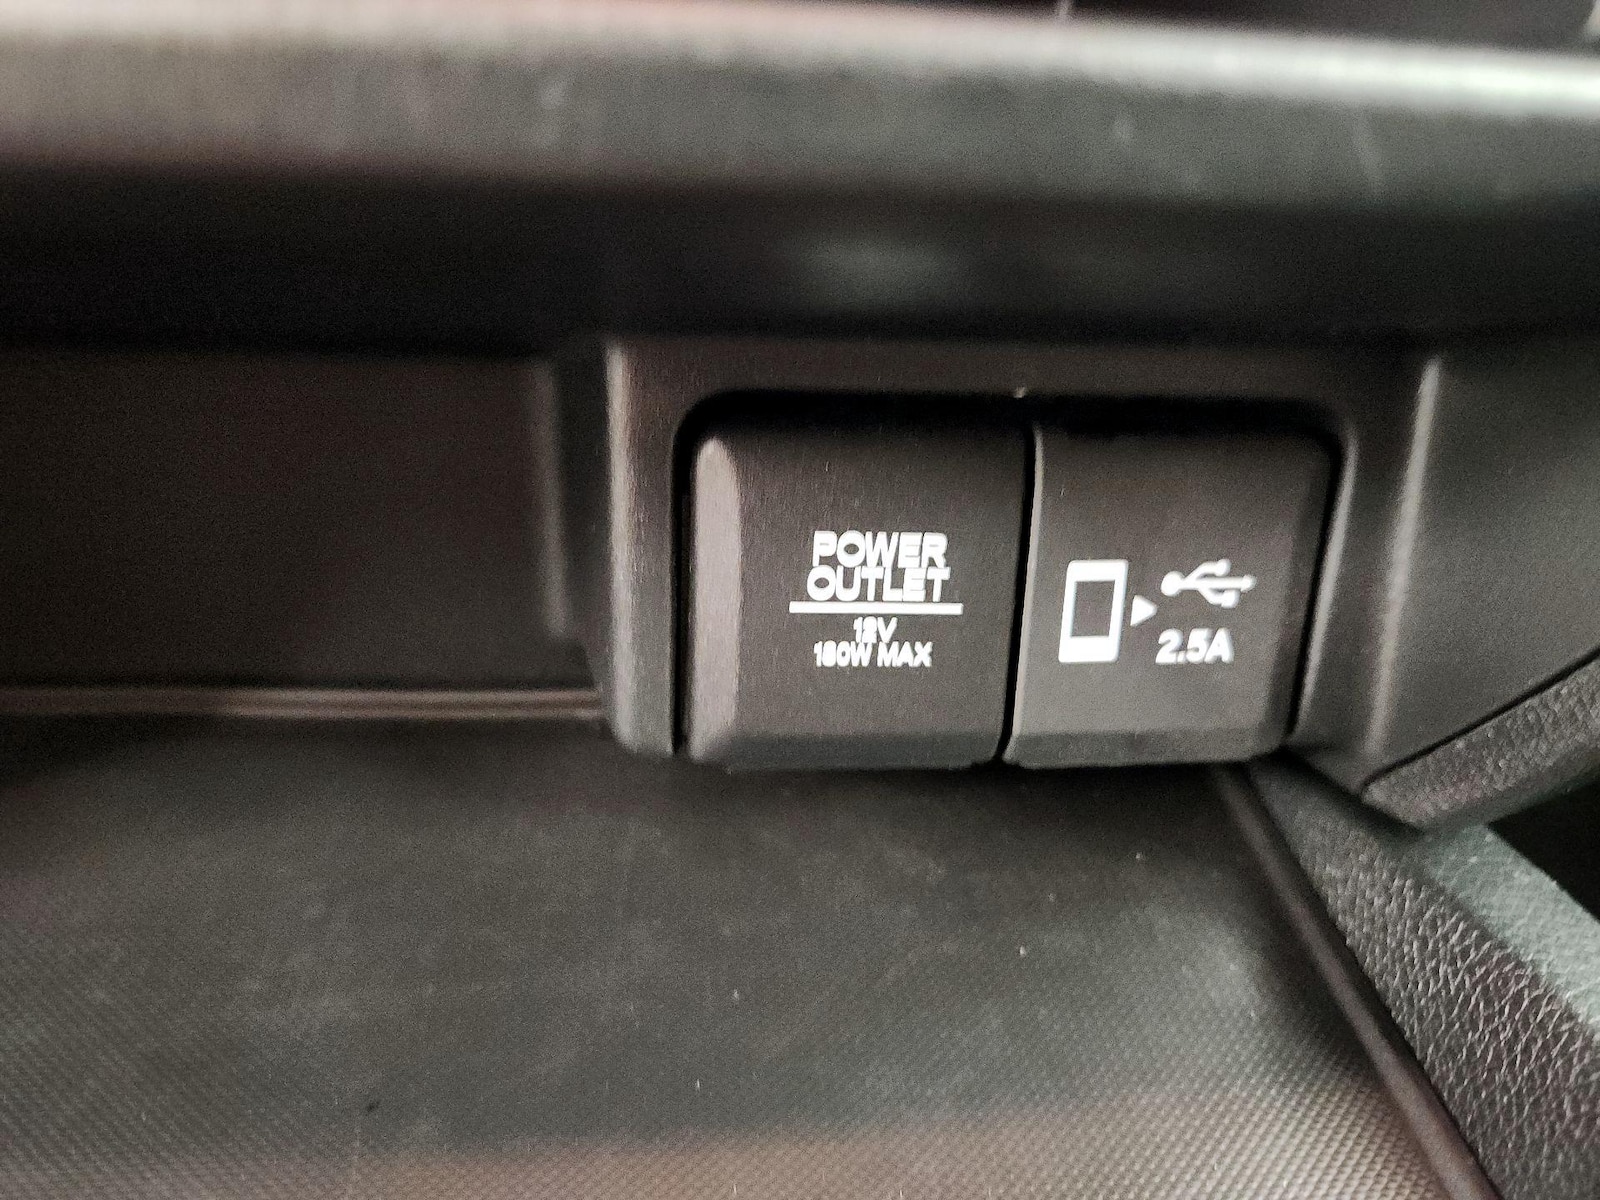 POWER
OUTLET
12V
180W MAX
2.5A